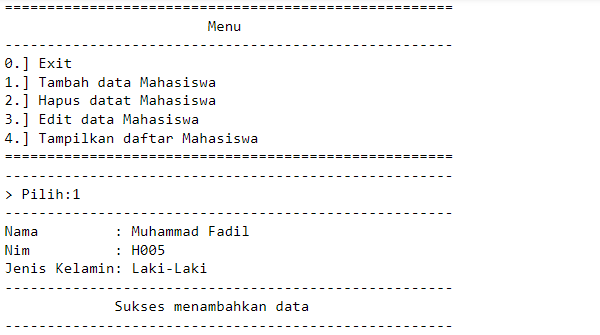 =====================================================
Menu
-----------------------------------------------------
0.] Exit
1.] Tambah data Mahasiswa
2.] Hapus datat Mahasiswa
3.] Edit data Mahasiswa
4.] Tampilkan daftar Mahasiswa
=====================================================
-----------------------------------------------------
> Pilih:1
-----------------------------------------------------
Nama         : Muhammad Fadil
Nim          : H005
Jenis Kelamin: Laki-Laki
-----------------------------------------------------
Sukses menambahkan data
-----------------------------------------------------